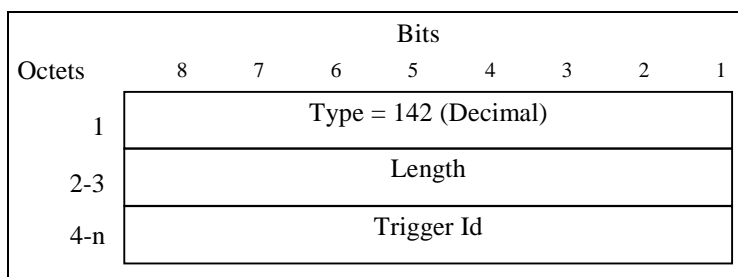 Bits
Octets 8 7 6 5 4 3 2 1
1 Type = 142 (Decimal)
2-3 Length
4-n Trigger Id